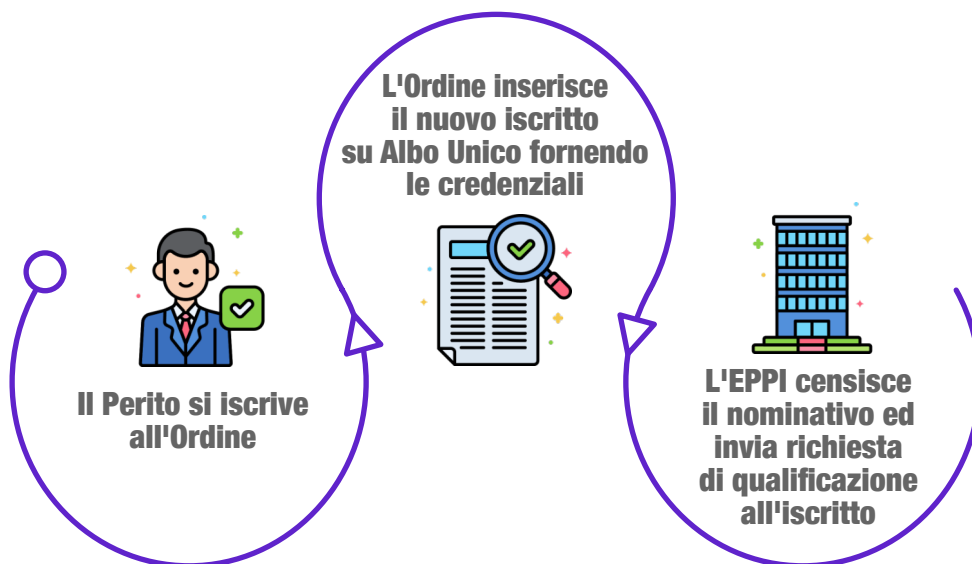 Il Perito si iscrive
all'Ordine
L'Ordine inserisce
il nuovo iscritto
su Albo Unico fornendo
le credenziali
L'EPPI censisce
il nominativo ed
invia richiesta
di qualificazione
all'iscritto